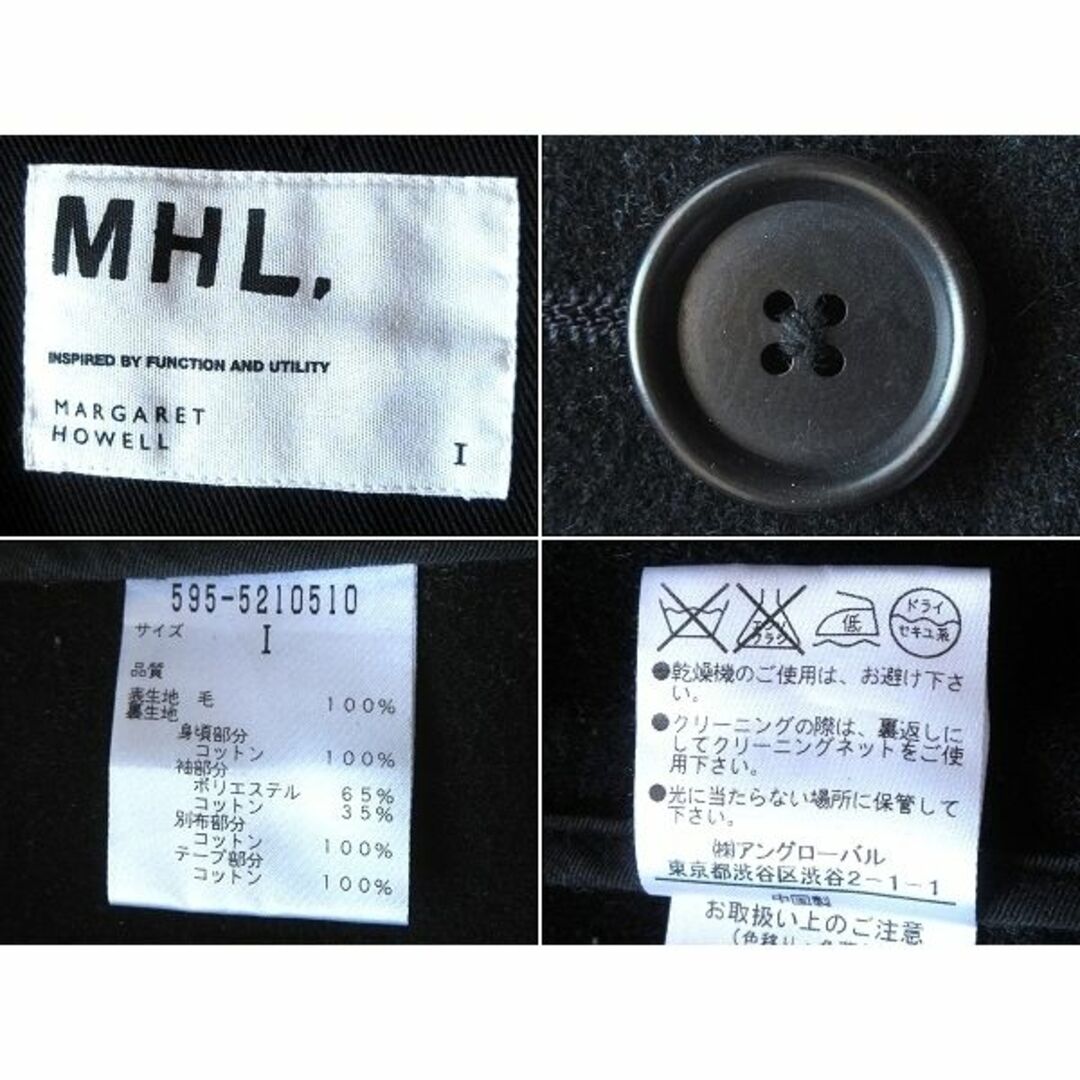 MHL.
INSPIRED BY FUNCTION AND UTILITY
MARGARET
HOWELL
I
595-5210510
サイズ
I
品質
表生地 毛 100%
裏生地
身頃部分
コットン 100%
袖部分
ポリエステル 65%
コットン 35%
別布部分
コットン 100%
テープ部分
コットン 100%
エンソ
サラシ
低
ドライ
セキユ系
●乾燥機のご使用は、お避け下さ
い。
●クリーニングの際は、裏返しに
してクリーニングネットをご使
用下さい。
●光に当たらない場所に保管して
下さい。
㈱アングローバル
東京都渋谷区渋谷2-1-1
中国製
お取扱い上のご注意